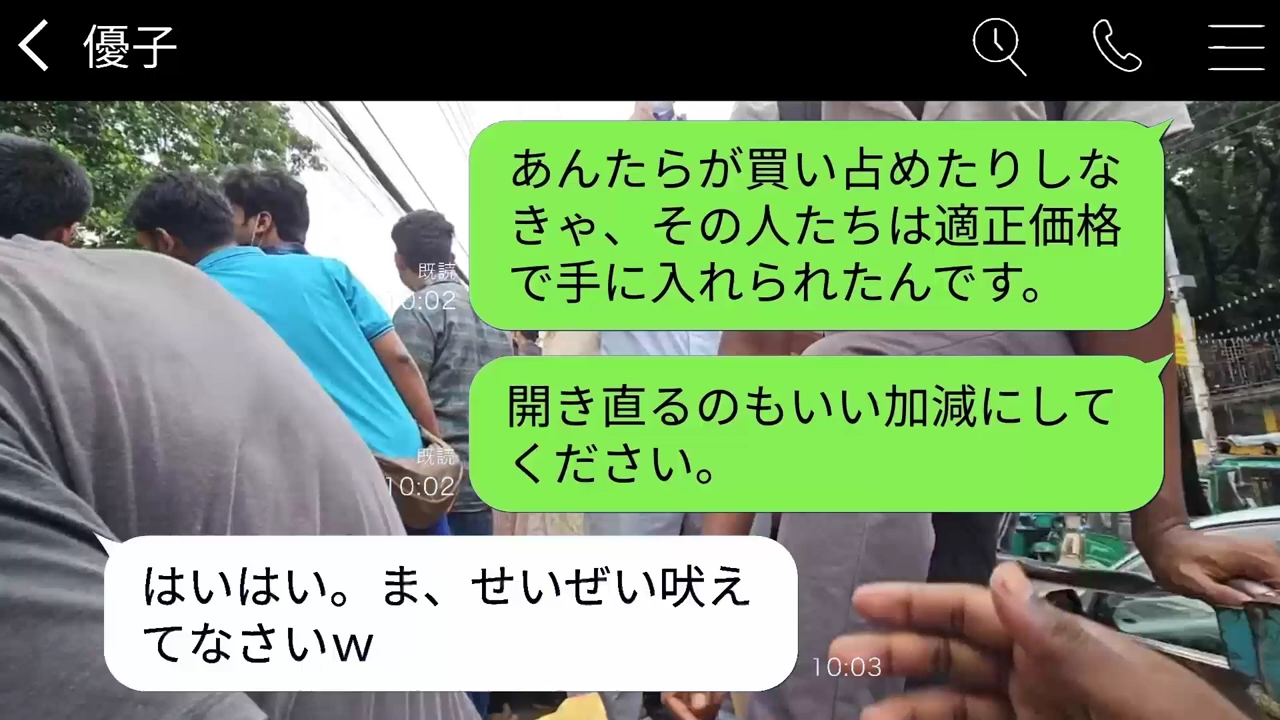 優子
あんたらが買い占めたりしな
きゃ、その人たちは適正価格
で手に入れられたんです。
既読
10:02
開き直るのもいい加減にして
ください。
既読
10:02
はいはい。ま、せいぜい吠え
てなさいw
10:03